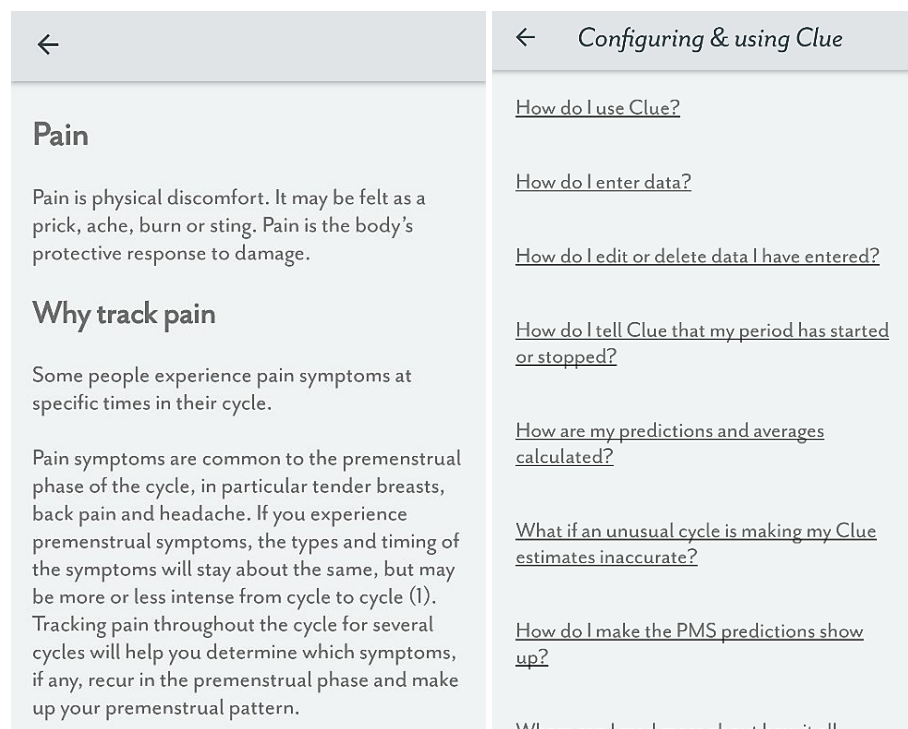 Pain
Pain is physical discomfort. It may be felt as a
prick, ache, burn or sting. Pain is the body's
protective response to damage.
Why track pain
Some people experience pain symptoms at
specific times in their cycle.
Pain symptoms are common to the premenstrual
phase of the cycle, in particular tender breasts,
back pain and headache. If you experience
premenstrual symptoms, the types and timing of
the symptoms will stay about the same, but may
be more or less intense from cycle to cycle (1).
Tracking pain throughout the cycle for several
cycles will help you determine which symptoms,
if any, recur in the premenstrual phase and make
up your premenstrual pattern.
Configuring & using Clue
How do I use Clue?
How do I enter data?
How do I edit or delete data I have entered?
How do I tell Clue that my period has started
or stopped?
How are my predictions and averages
calculated?
What if an unusual cycle is making my Clue
estimates inaccurate?
How do I make the PMS predictions show
up?